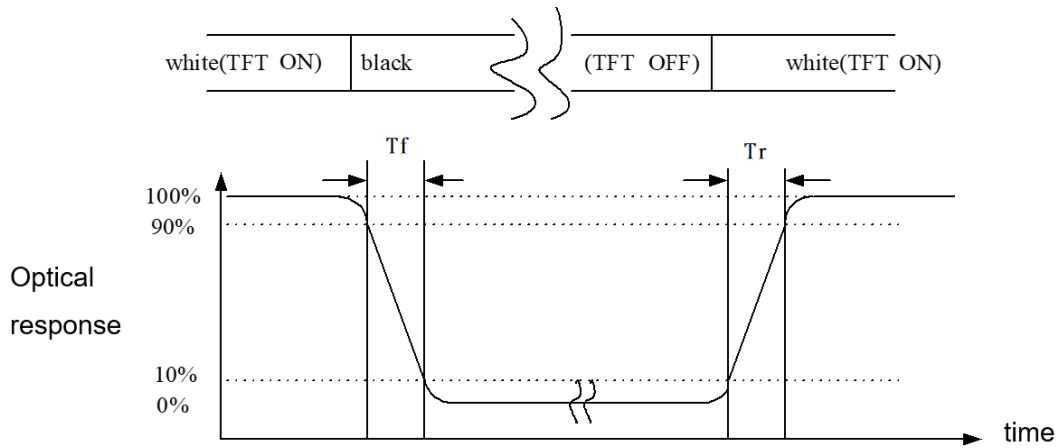 white(TFT ON) black (TFT OFF) white(TFT ON)
Tf Tr
100%
90%
Optical
response
10%
0%
time